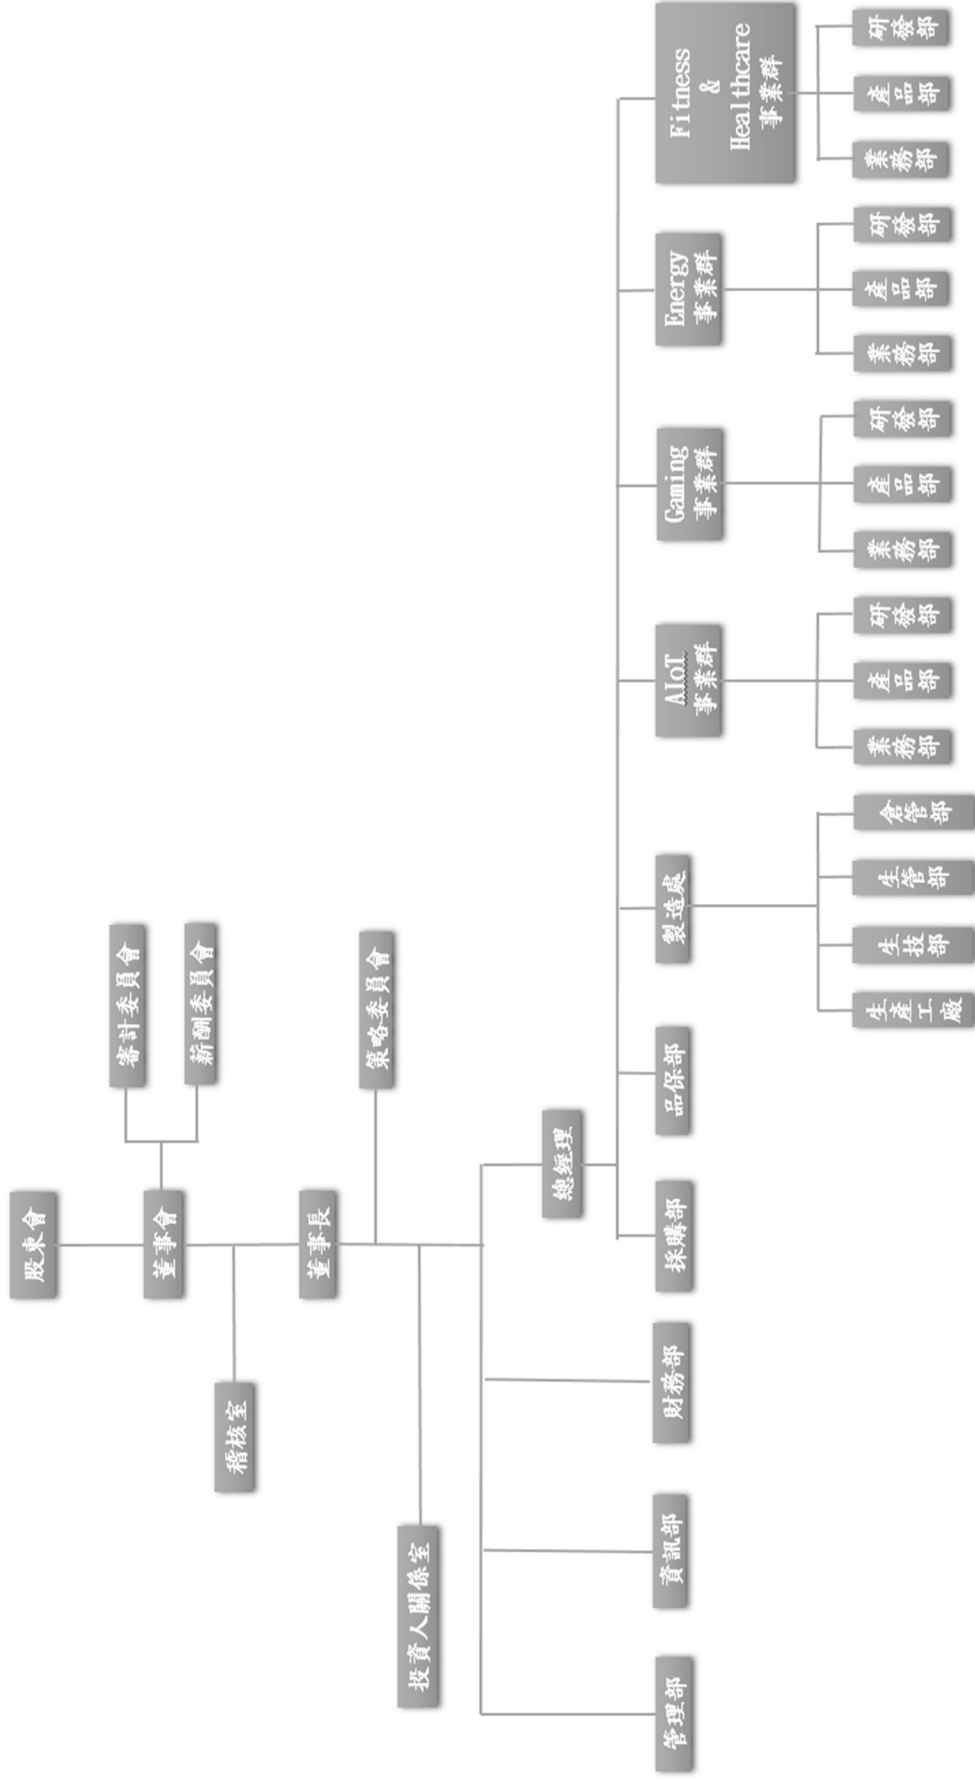 股東會
董事會
審計委員會
薪酬委員會
稽核室
董事長
策略委員會
投資人關係室
總經理
管理部
資訊部
財務部
採購部
品保部
製造處
AIoT
事業群
Gaming
事業群
Energy
事業群
Fitness
&
Healthcare
事業群
生產工廠
生技部
生管部
倉管部
業務部
產品部
研發部
業務部
產品部
研發部
業務部
產品部
研發部
業務部
產品部
研發部